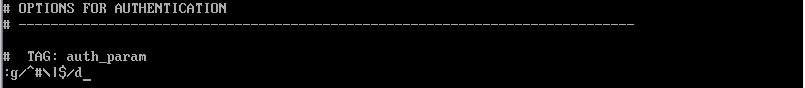 # OPTIONS FOR AUTHENTICATION
# -----------------------------------------------------------------------------
#  TAG: auth_param
:g/^#\|$/d_